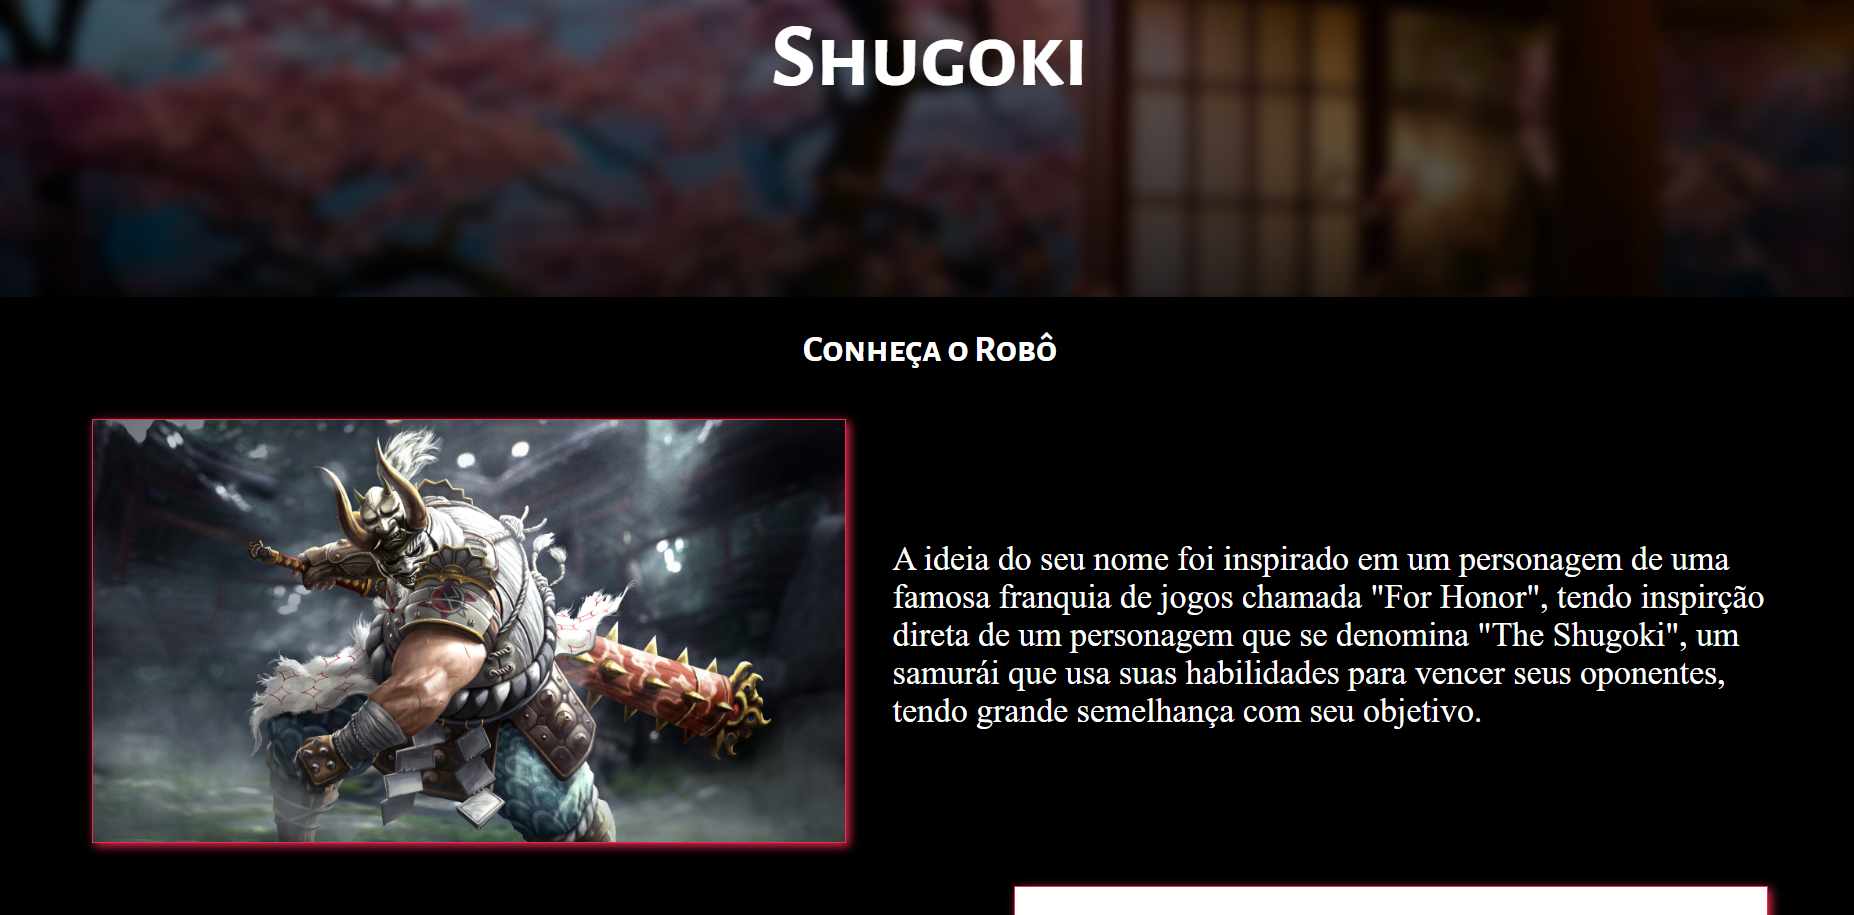 Shugoki
Conheça o Robô
A ideia do seu nome foi inspirado em um personagem de uma
famosa franquia de jogos chamada "For Honor", tendo inspirção
direta de um personagem que se denomina "The Shugoki", um
samurái que usa suas habilidades para vencer seus oponentes,
tendo grande semelhança com seu objetivo.